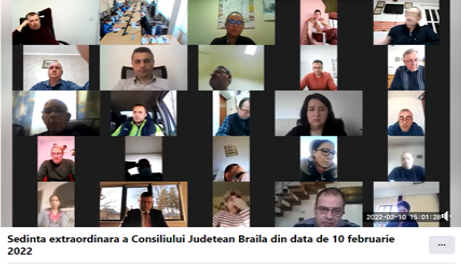 2022-02-10 15:01:28
Sedinta extraordinara a Consiliului Judetean Braila din data de 10 februarie
2022